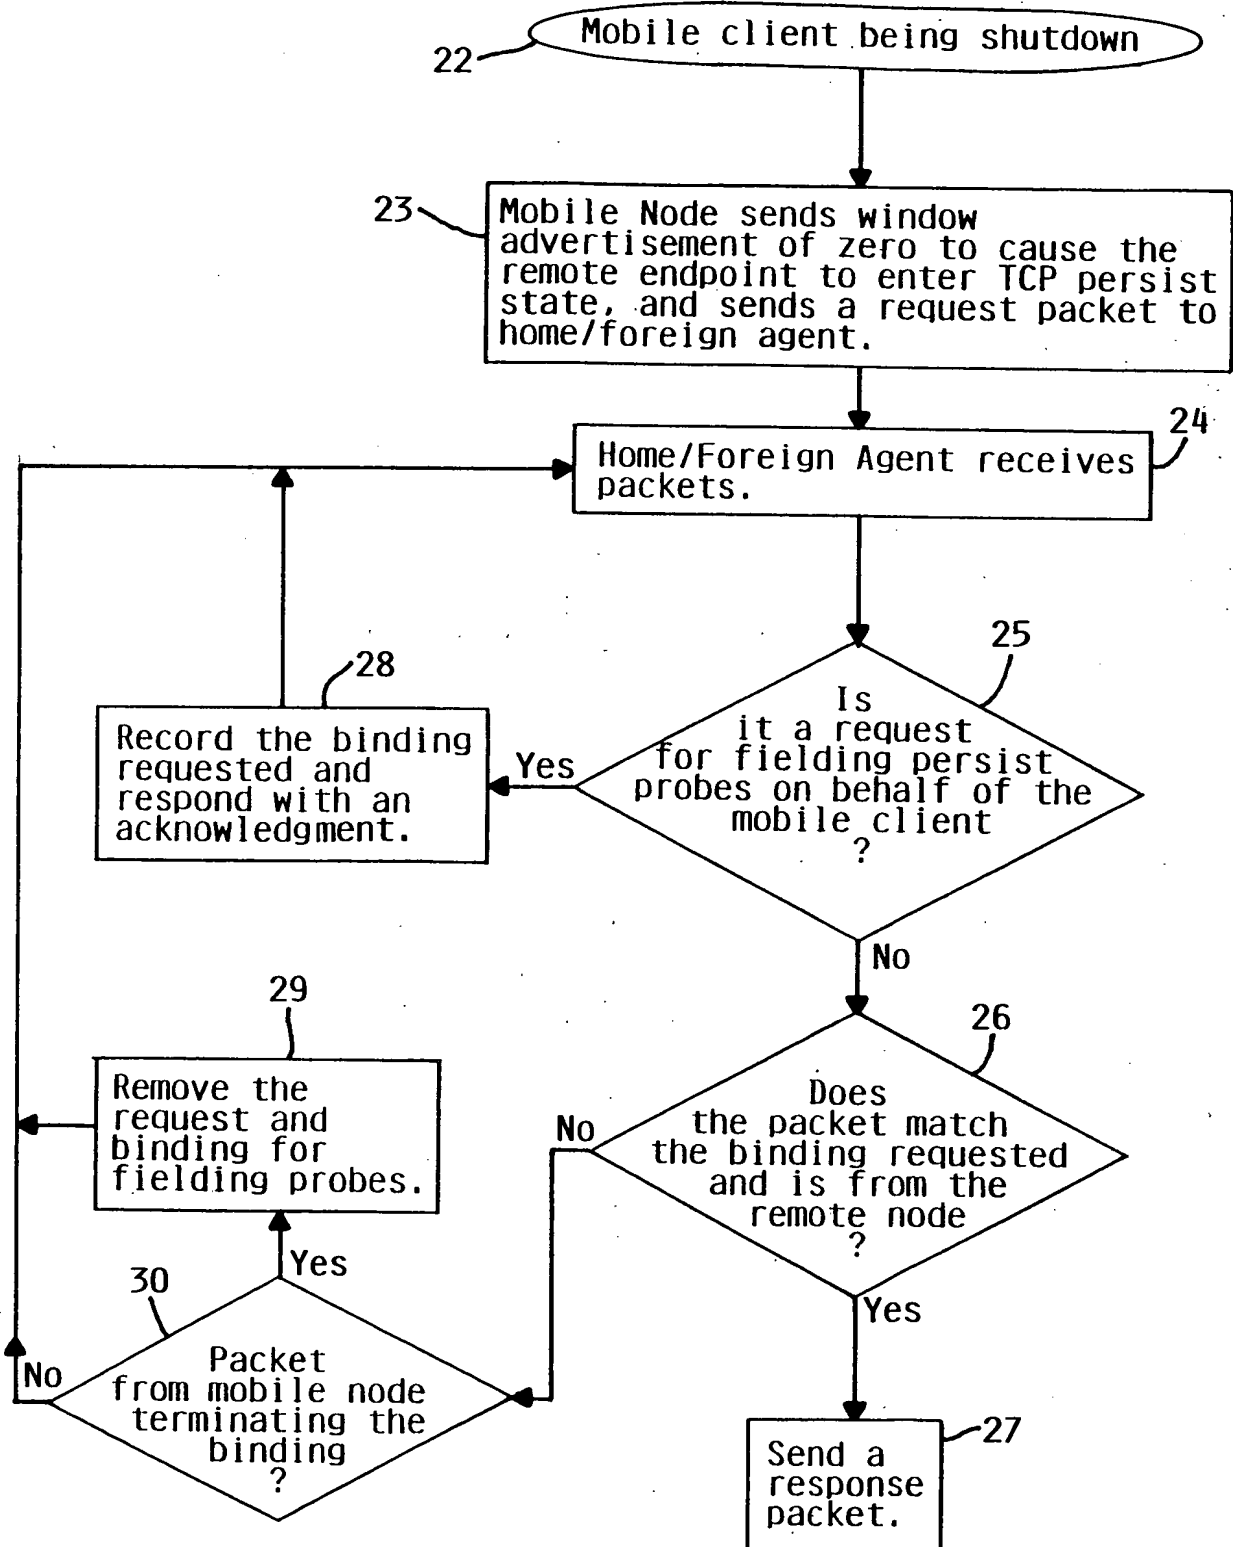 Mobile client being shutdown
22
23
Mobile Node sends window
advertisement of zero to cause the
remote endpoint to enter TCP persist
state, and sends a request packet to
home/foreign agent.
24
Home/Foreign Agent receives
packets.
25
Is
it a request
for fielding persist
probes on behalf of the
mobile client
?
Yes
28
Record the binding
requested and
respond with an
acknowledgment.
No
26
Does
the packet match
the binding requested
and is from the
remote node
?
No
29
Remove the
request and
binding for
fielding probes.
Yes
30
Packet
from mobile node
terminating the
binding
?
No
Yes
27
Send a
response
packet.